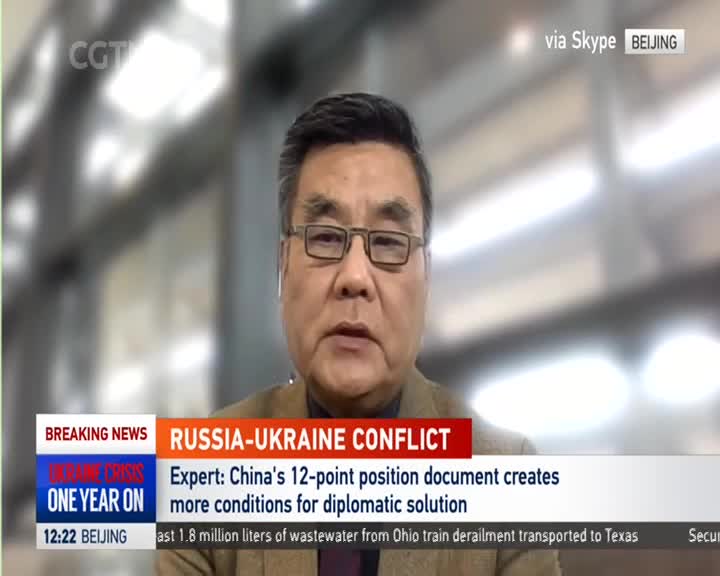 CGTN
via Skype BEIJING
BREAKING NEWS
RUSSIA-UKRAINE CONFLICT
UKRAINE CRISIS
ONE YEAR ON
Expert: China's 12-point position document creates
more conditions for diplomatic solution
12:22 BEIJING
ast 1.8 million liters of wastewater from Ohio train derailment transported to Texas
Secur